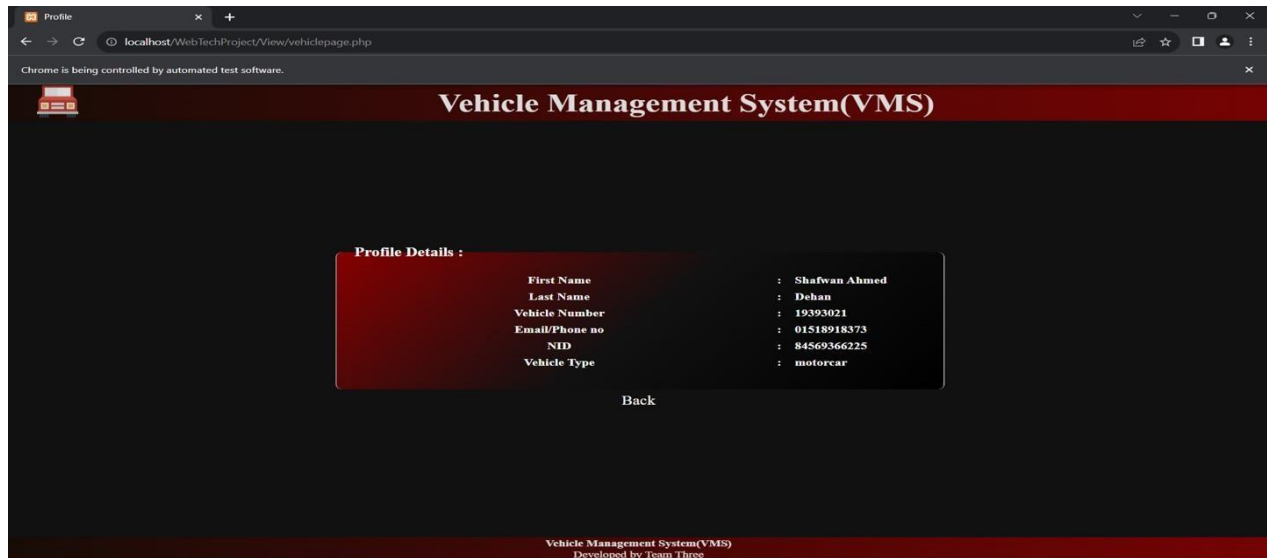 Profile
localhost/WebTechProject/View/vehiclepage.php
Chrome is being controlled by automated test software.
Vehicle Management System(VMS)
Profile Details :
First Name : Shafwan Ahmed
Last Name : Dehan
Vehicle Number : 19393021
Email/Phone no : 01518918373
NID : 84569366225
Vehicle Type : motorcar
Back
Vehicle Management System(VMS)
Developed by Team Three